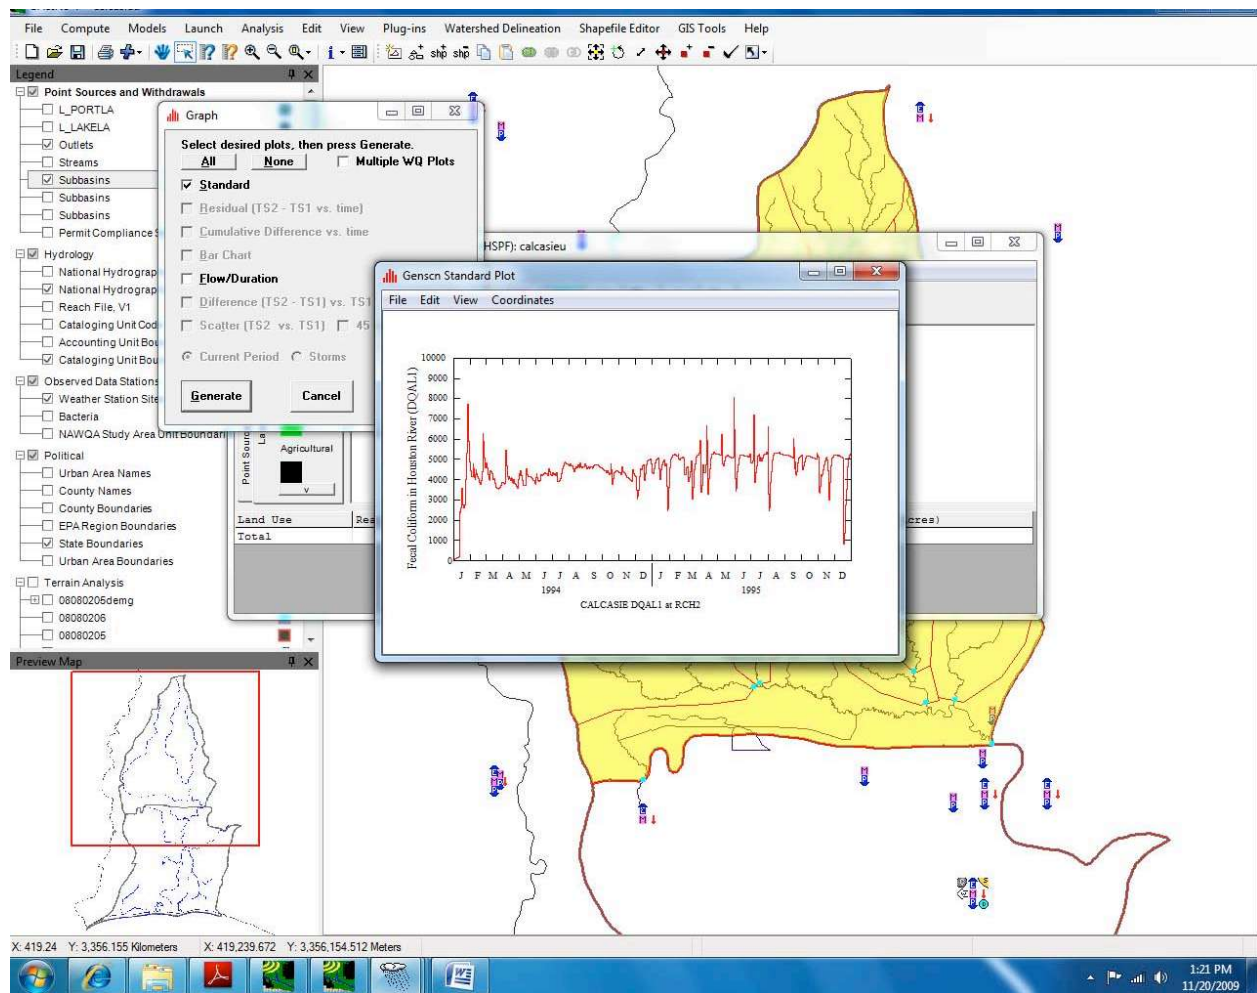 File Compute Models Launch Analysis Edit View Plug-ins Watershed Delineation Shapefile Editor GIS Tools Help
Legend
Point Sources and Withdrawals
L_PORTLA
L_LAKELA
Outlets
Streams
Subbasins
Subbasins
Subbasins
Permit Compliance S
Hydrology
National Hydrograp
National Hydrograp
Reach File, V1
Cataloging Unit Cod
Accounting Unit Bou
Cataloging Unit Bou
Observed Data Stations
Weather Station Site
Bacteria
NAWQA Study Area Unit Boundari
Political
Urban Area Names
County Names
County Boundaries
EPA Region Boundaries
State Boundaries
Urban Area Boundaries
Terrain Analysis
08080205demg
08080206
08080205
Preview Map
Graph
Select desired plots, then press Generate.
All None Multiple WQ Plots
Standard
Residual (TS2 - TS1 vs. time)
Cumulative Difference vs. time
Bar Chart
Flow/Duration
Difference (TS2 - TS1) vs. TS1
Scatter (TS2 vs. TS1) 45
Current Period Storms
Generate Cancel
HSPF): calcasieu
Point Sourc
La
Agricultural
v
Land Use Rea cres)
Total
Genscn Standard Plot
File Edit View Coordinates
Fecal Coliform in Houston River (DQAL1)
10000
9000
8000
7000
6000
5000
4000
3000
2000
1000
0
J F M A M J J A S O N D J F M A M J J A S O N D
1994 1995
CALCASIE DQAL1 at RCH2
X: 419.24 Y: 3,356.155 Kilometers X: 419,239.672 Y: 3,356,154.512 Meters
1:21 PM
11/20/2009